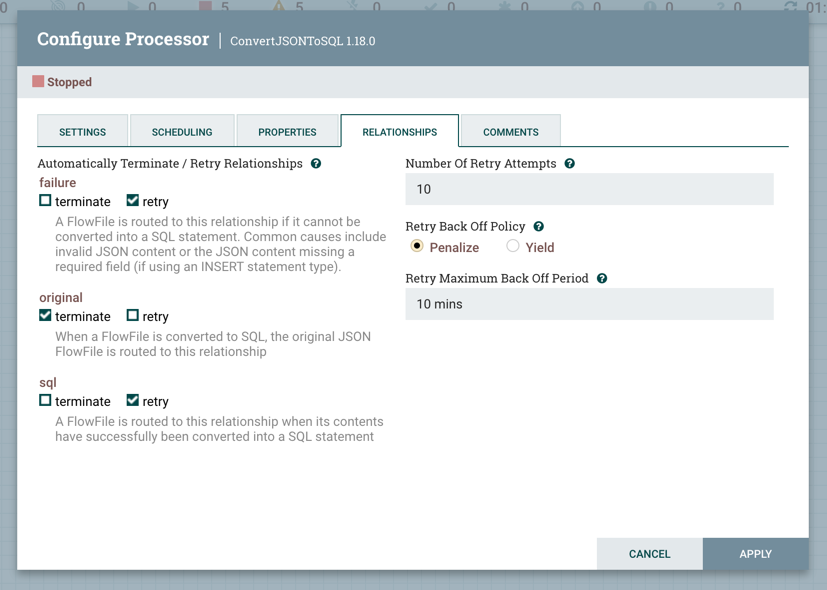 0 0 0 5 5 0 0 0 0 0 0 01:
Configure Processor | ConvertJSONToSQL 1.18.0
Stopped
SETTINGS SCHEDULING PROPERTIES RELATIONSHIPS COMMENTS
Automatically Terminate / Retry Relationships ?
failure
terminate retry
A FlowFile is routed to this relationship if it cannot be
converted into a SQL statement. Common causes include
invalid JSON content or the JSON content missing a
required field (if using an INSERT statement type).
original
terminate retry
When a FlowFile is converted to SQL, the original JSON
FlowFile is routed to this relationship
sql
terminate retry
A FlowFile is routed to this relationship when its contents
have successfully been converted into a SQL statement
Number Of Retry Attempts ?
10
Retry Back Off Policy ?
Penalize Yield
Retry Maximum Back Off Period ?
10 mins
CANCEL APPLY